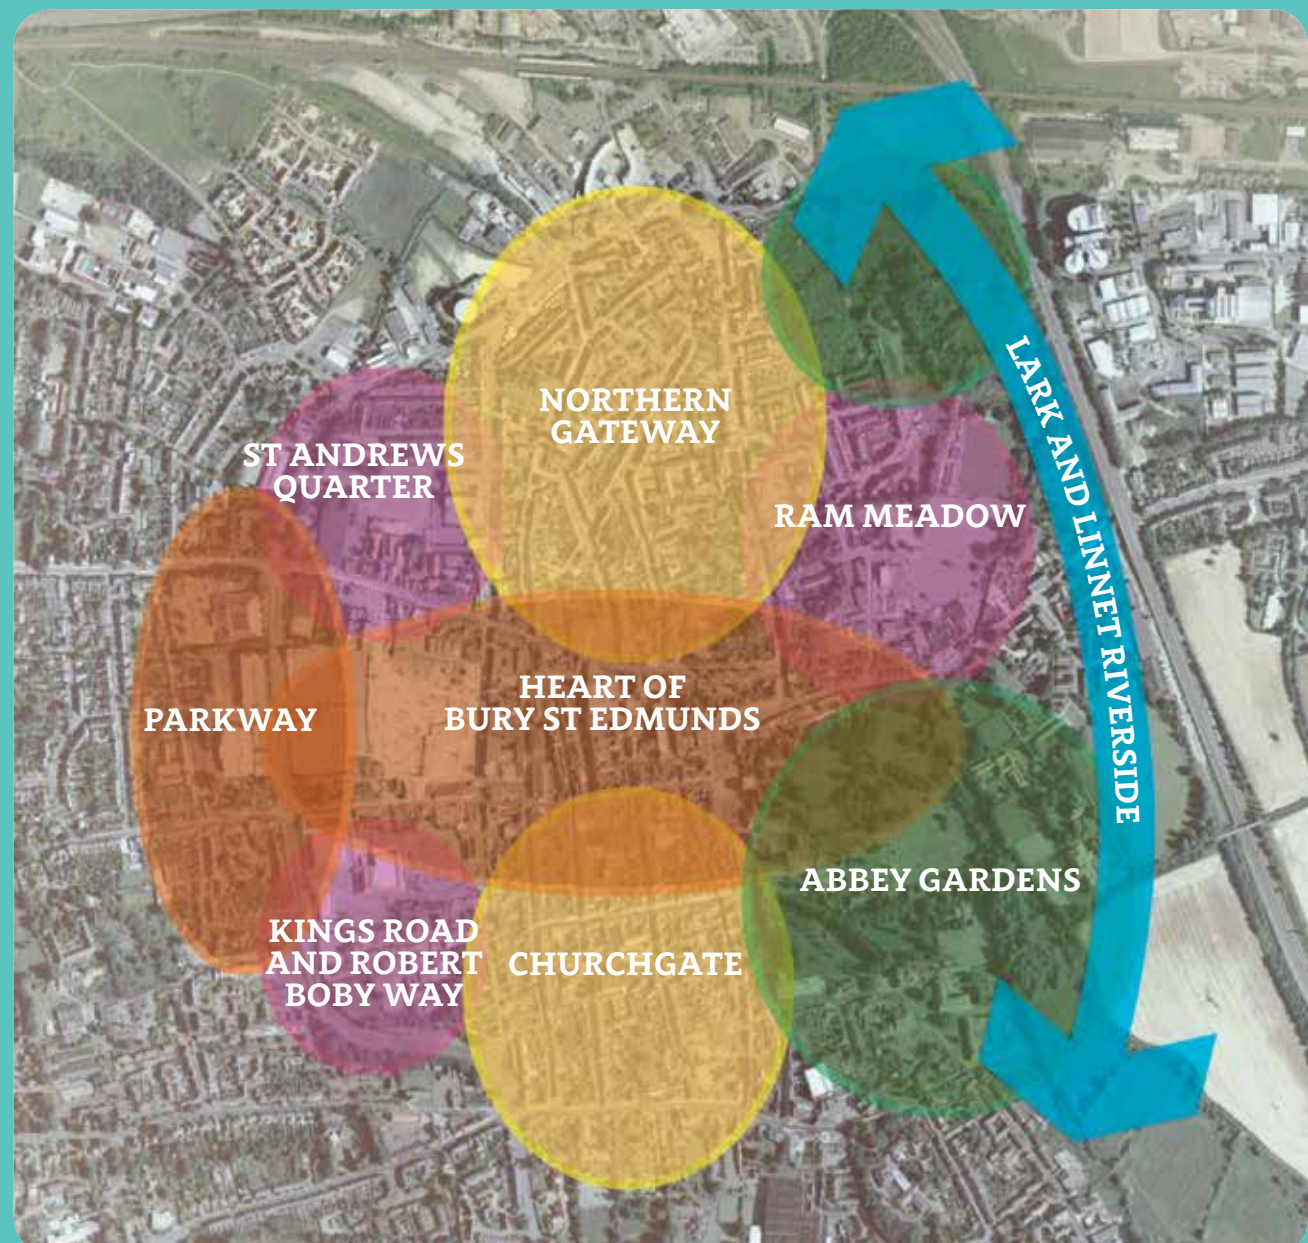 NORTHERN
GATEWAY
ST ANDREWS
QUARTER
RAM MEADOW
LARK AND LINNET RIVERSIDE
HEART OF
BURY ST EDMUNDS
PARKWAY
ABBEY GARDENS
KINGS ROAD
AND ROBERT
BOBY WAY
CHURCHGATE